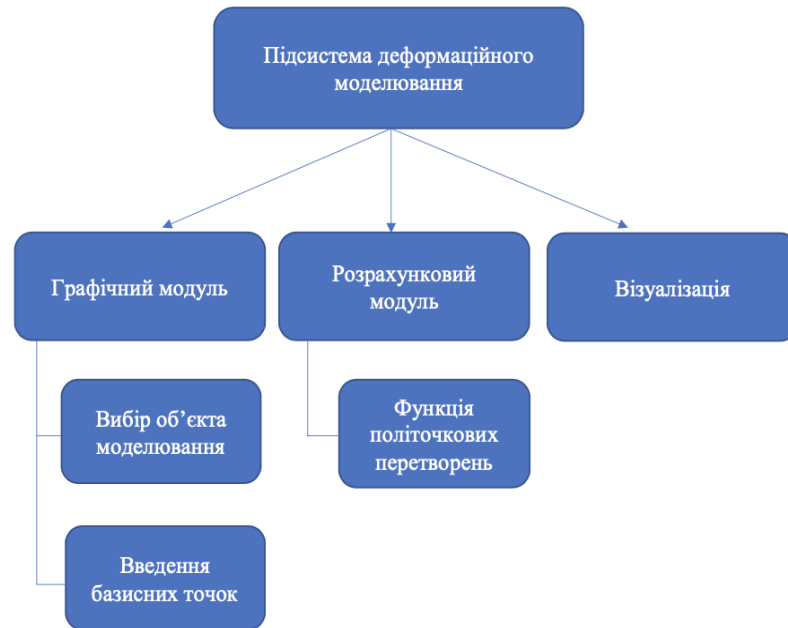 Підсистема деформаційного
моделювання
Графічний модуль
Розрахунковий
модуль
Візуалізація
Вибір об’єкта
моделювання
Функція
політочкових
перетворень
Введення
базисних точок